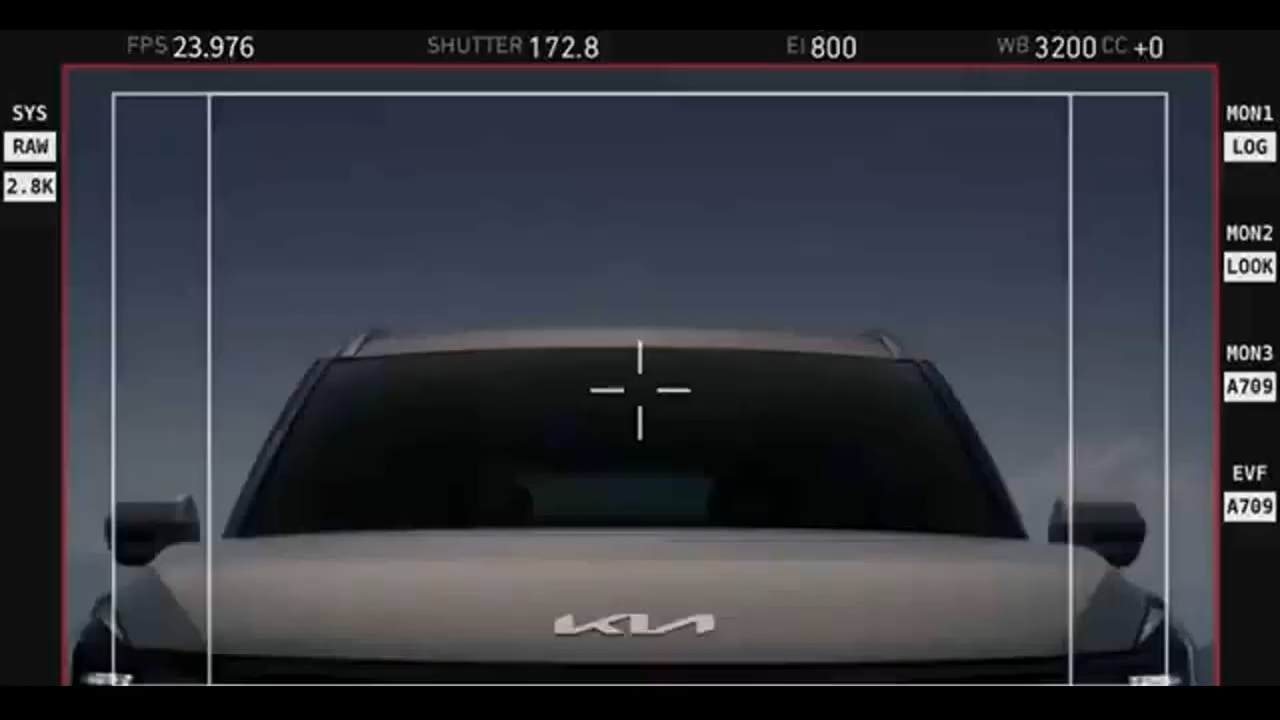 FPS 23.976 SHUTTER 172.8 EI 800 WB 3200 CC +0
SYS
RAW
2.8K
MON1
LOG
MON2
LOOK
MON3
A709
EVF
A709
KIA